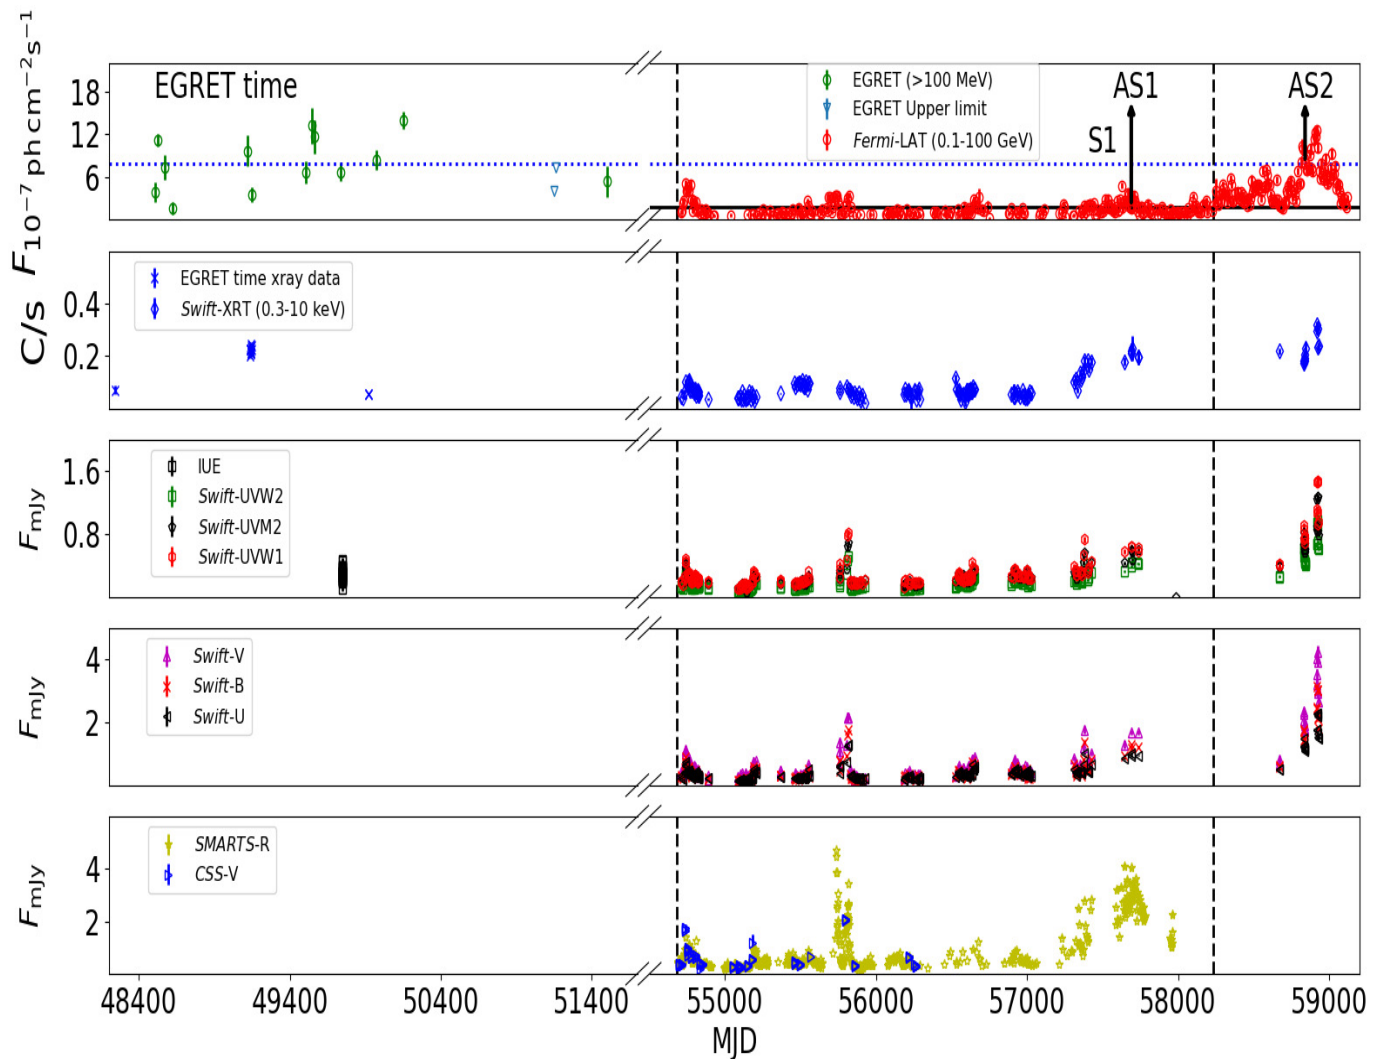 F₁₀−7 ph cm−2s−1
18
12
6
EGRET time
EGRET (>100 MeV)
EGRET Upper limit
Fermi-LAT (0.1-100 GeV)
S1
AS1
AS2
C/s
0.4
0.2
EGRET time xray data
Swift-XRT (0.3-10 keV)
FmJy
1.6
0.8
IUE
Swift-UVW2
Swift-UVM2
Swift-UVW1
FmJy
4
2
Swift-V
Swift-B
Swift-U
FmJy
4
2
SMARTS-R
CSS-V
48400 49400 50400 51400 55000 56000 57000 58000 59000
MJD